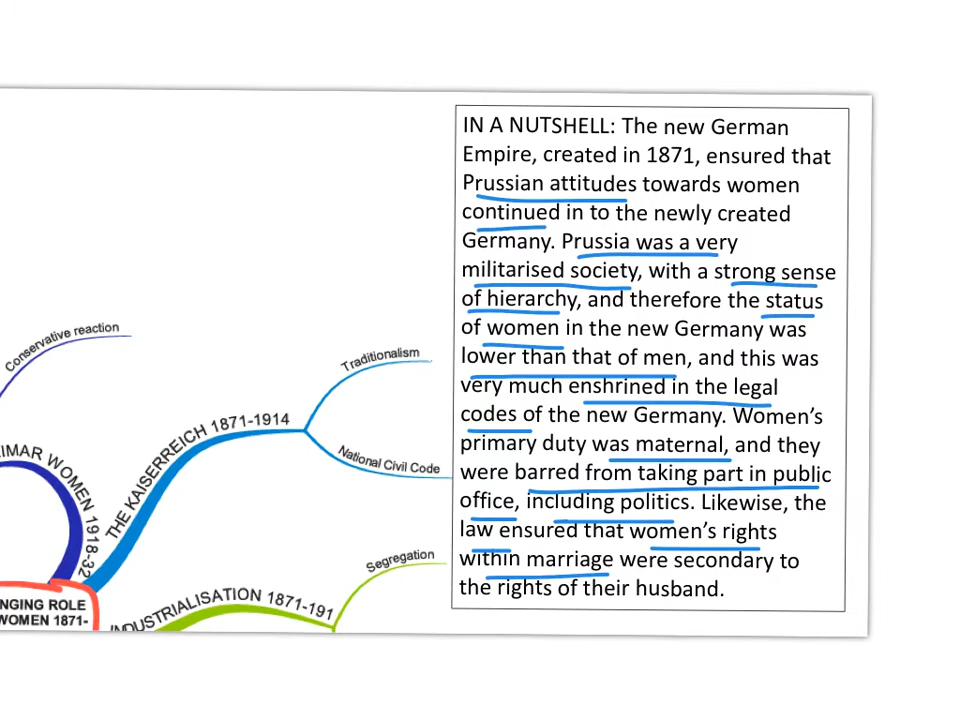 IN A NUTSHELL: The new German
Empire, created in 1871, ensured that
Prussian attitudes towards women
continued in to the newly created
Germany. Prussia was a very
militarised society, with a strong sense
of hierarchy, and therefore the status
of women in the new Germany was
lower than that of men, and this was
very much enshrined in the legal
codes of the new Germany. Women's
primary duty was maternal, and they
were barred from taking part in public
office, including politics. Likewise, the
law ensured that women's rights
within marriage were secondary to
the rights of their husband.
Conservative reaction
Traditionalism
THE KAISERREICH 1871-1914
National Civil Code
EIMAR WOMEN 1918-32
Segregation
INDUSTRIALISATION 1871-191
NGING ROLE
WOMEN 1871-